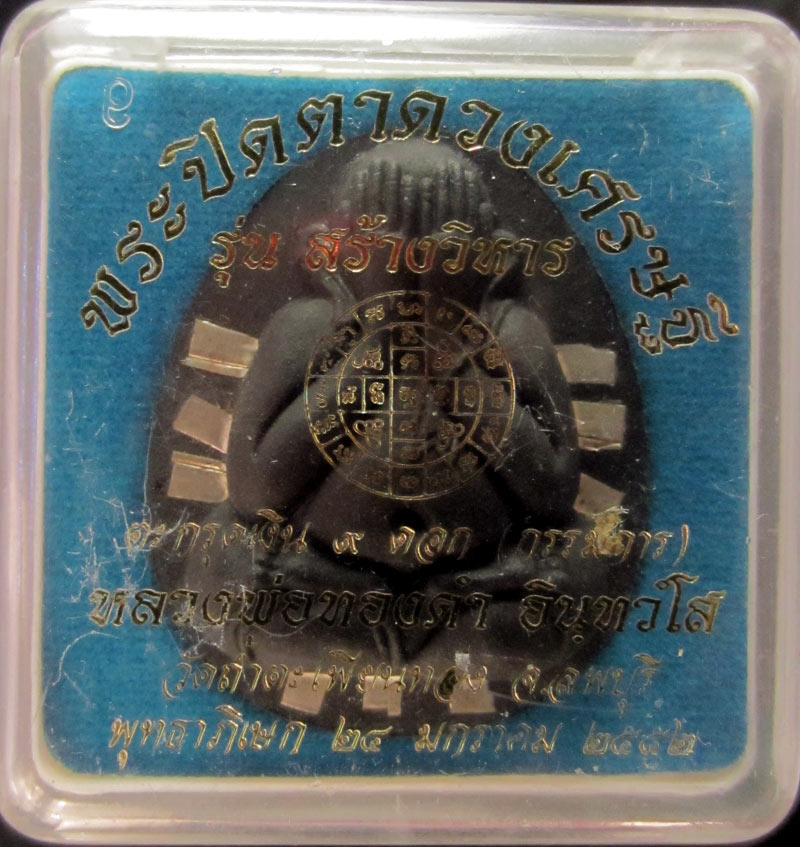 พระปิดตาดวงเศรษฐี
รุ่น สร้างวิหาร
ตะกรุดเงิน ๙ ดอก (กรรมการ)
หลวงพ่อทองดำ อินฺทวโส
วัดถ้ำตะเพียนทอง จ.ลพบุรี
พุทธาภิเษก ๒๔ มกราคม ๒๕๕๒